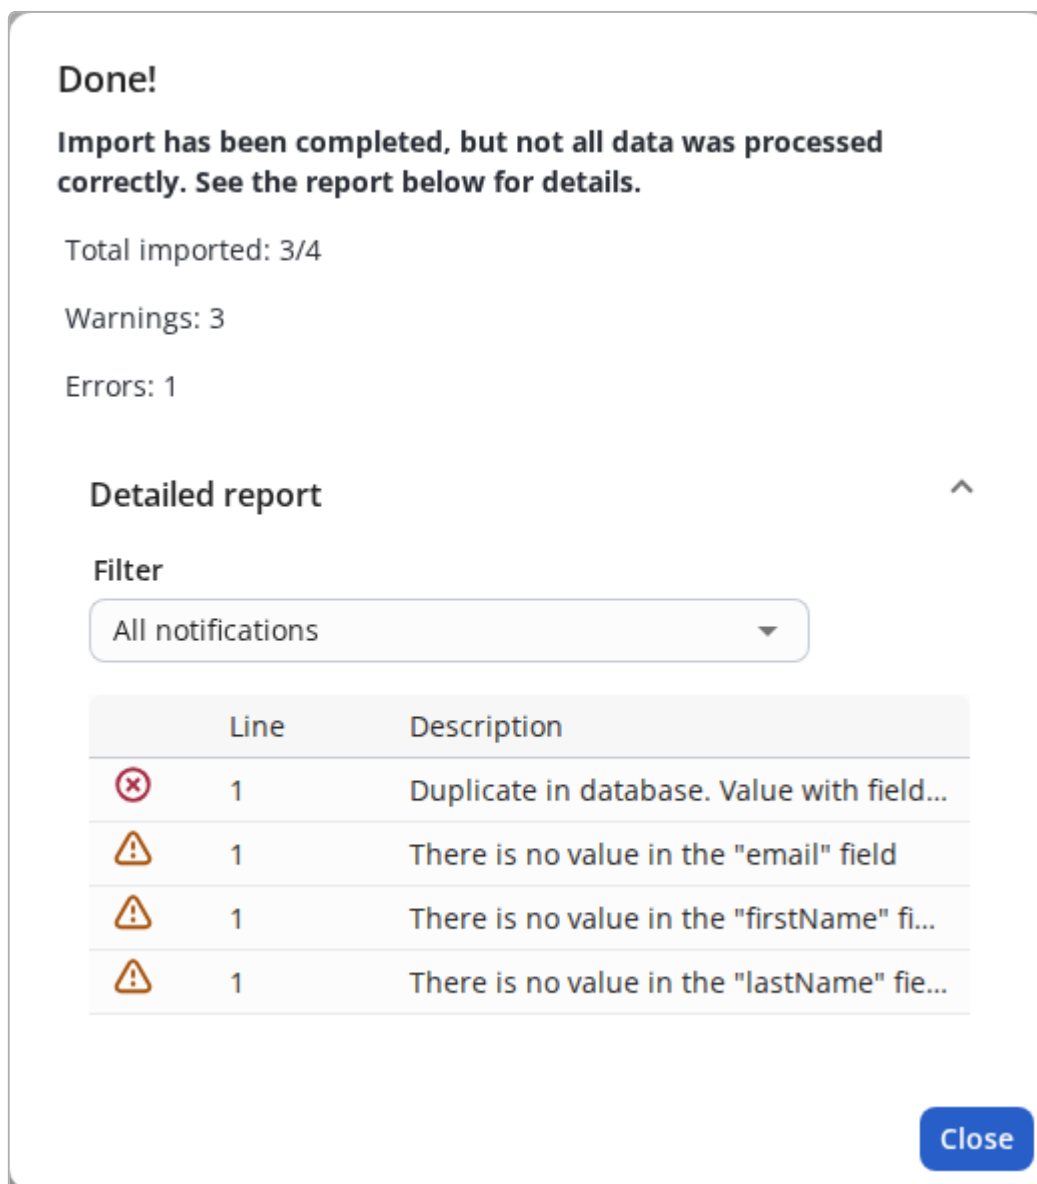 Done!
Import has been completed, but not all data was processed
correctly. See the report below for details.
Total imported: 3/4
Warnings: 3
Errors: 1
Detailed report
Filter
All notifications
Line Description
1 Duplicate in database. Value with field...
1 There is no value in the "email" field
1 There is no value in the "firstName" fi...
1 There is no value in the "lastName" fie...
Close